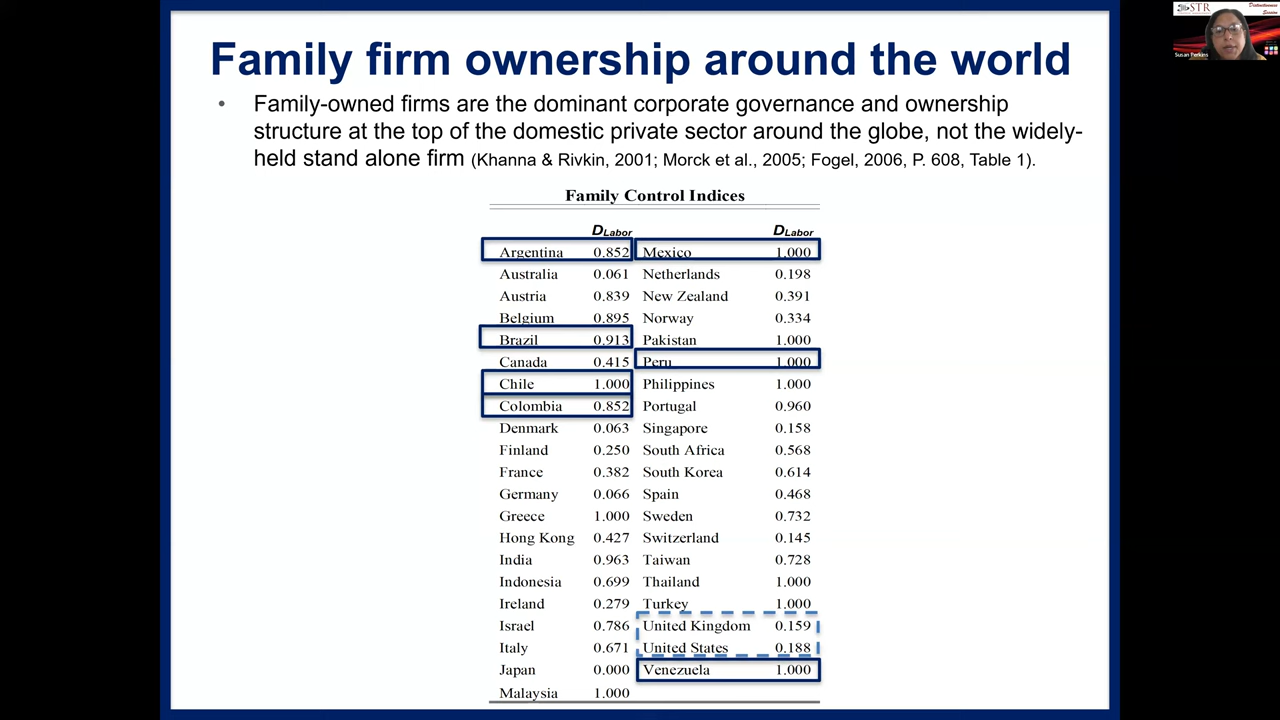 Family firm ownership around the world
• Family-owned firms are the dominant corporate governance and ownership
structure at the top of the domestic private sector around the globe, not the widely-
held stand alone firm (Khanna & Rivkin, 2001; Morck et al., 2005; Fogel, 2006, P. 608, Table 1).
Family Control Indices
DLabor DLabor
Argentina 0.852 Mexico 1.000
Australia 0.061 Netherlands 0.198
Austria 0.839 New Zealand 0.391
Belgium 0.895 Norway 0.334
Brazil 0.913 Pakistan 1.000
Canada 0.415 Peru 1.000
Chile 1.000 Philippines 1.000
Colombia 0.852 Portugal 0.960
Denmark 0.063 Singapore 0.158
Finland 0.250 South Africa 0.568
France 0.382 South Korea 0.614
Germany 0.066 Spain 0.468
Greece 1.000 Sweden 0.732
Hong Kong 0.427 Switzerland 0.145
India 0.963 Taiwan 0.728
Indonesia 0.699 Thailand 1.000
Ireland 0.279 Turkey 1.000
Israel 0.786 United Kingdom 0.159
Italy 0.671 United States 0.188
Japan 0.000 Venezuela 1.000
Malaysia 1.000
STR
Susan Perkins